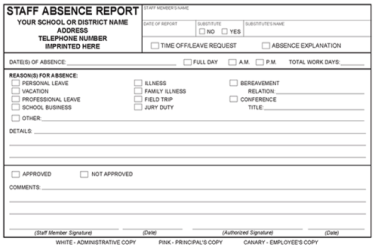 STAFF ABSENCE REPORT
STAFF MEMBER'S NAME
YOUR SCHOOL OR DISTRICT NAME
ADDRESS
TELEPHONE NUMBER
IMPRINTED HERE
DATE OF REPORT SUBSTITUTE SUBSTITUTE'S NAME
NO YES
TIME OFF/LEAVE REQUEST ABSENCE EXPLANATION
DATE(S) OF ABSENCE: FULL DAY A.M. P.M. TOTAL WORK DAYS:
REASON(S) FOR ABSENCE:
PERSONAL LEAVE ILLNESS BEREAVEMENT
VACATION FAMILY ILLNESS RELATION
PROFESSIONAL LEAVE FIELD TRIP CONFERENCE
SCHOOL BUSINESS JURY DUTY TITLE:
OTHER:
DETAILS:
APPROVED NOT APPROVED
COMMENTS:
(Staff Member Signature) (Date) (Authorized Signature) (Date)
WHITE - ADMINISTRATIVE COPY PINK - PRINCIPAL'S COPY CANARY - EMPLOYEE'S COPY